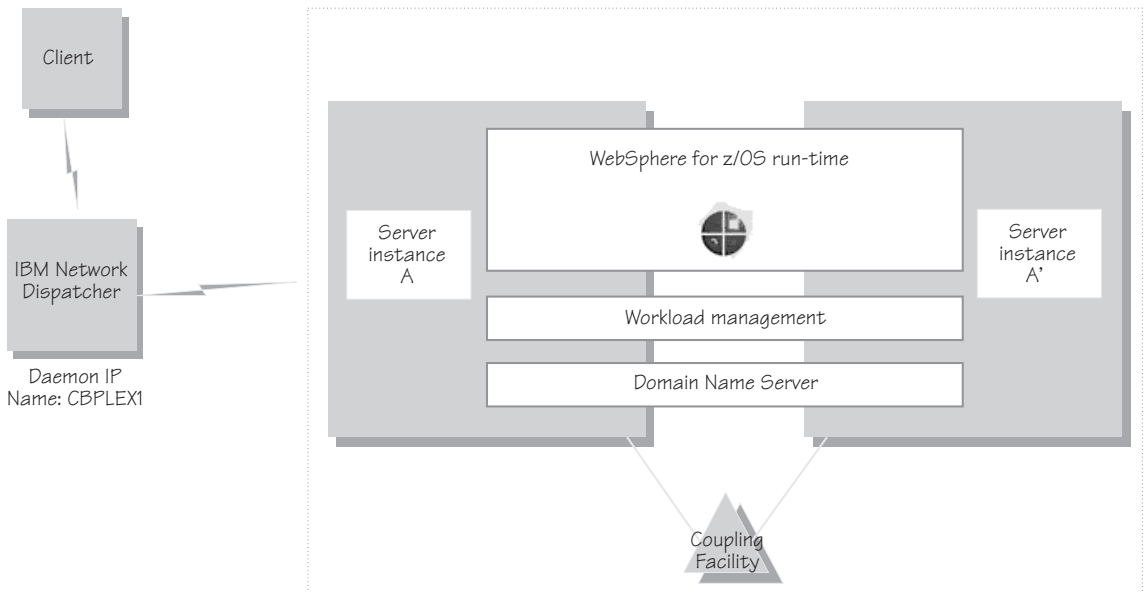 Client
IBM Network
Dispatcher
Daemon IP
Name: CBPLEX1
WebSphere for z/OS run-time
Server
instance
A
Server
instance
A’
Workload management
Domain Name Server
Coupling
Facility